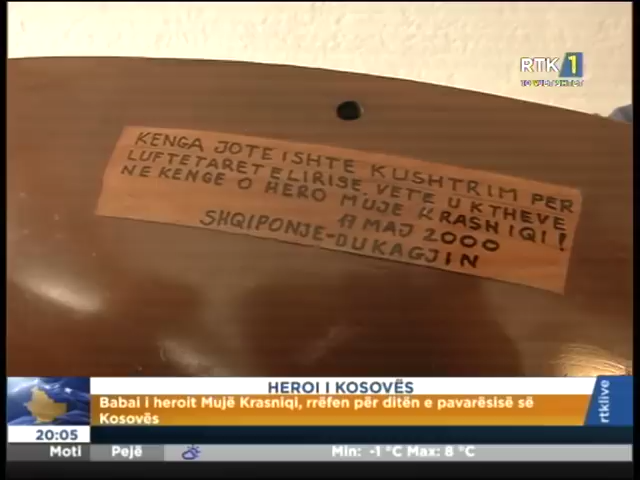 RTK 1
KENGA JOTE ISHTE KUSHTRIM PER
LUFTETARET E LIRISE. VETE U KTHEVE
NE KENGE O HERO MUJE KRASNIQI!
17 MAJ 2000
SHQIPONJE-DUKAGJIN
HEROI I KOSOVËS
Babai i heroit Mujë Krasniqi, rrëfen për ditën e pavarësisë së
Kosovës
rtklive
20:05
Moti Pejë Min: -1 °C Max: 8 °C